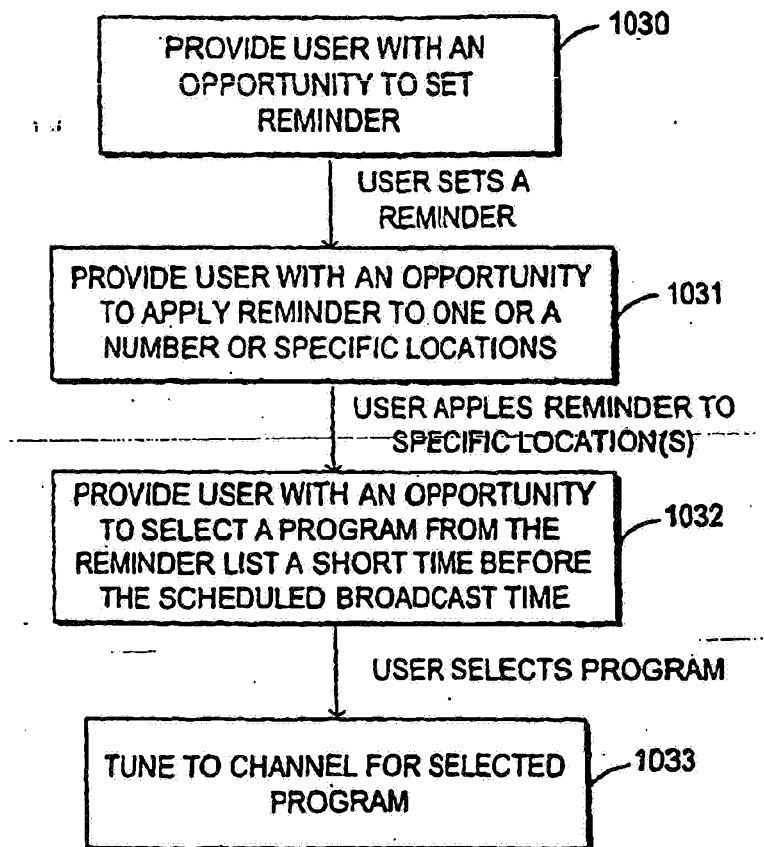 1030
PROVIDE USER WITH AN
OPPORTUNITY TO SET
REMINDER
USER SETS A
REMINDER
PROVIDE USER WITH AN OPPORTUNITY
TO APPLY REMINDER TO ONE OR A
NUMBER OR SPECIFIC LOCATIONS
1031
USER APPLES REMINDER TO
SPECIFIC LOCATION(S)
PROVIDE USER WITH AN OPPORTUNITY
TO SELECT A PROGRAM FROM THE
REMINDER LIST A SHORT TIME BEFORE
THE SCHEDULED BROADCAST TIME
1032
USER SELECTS PROGRAM
TUNE TO CHANNEL FOR SELECTED
PROGRAM
1033